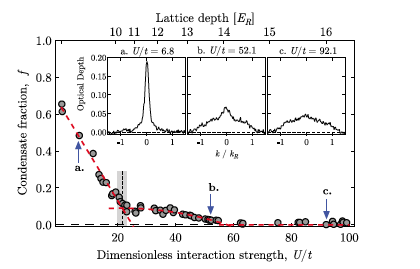 Lattice depth [E_R]
10 11 12 13 14 15 16
1.0
0.8
0.6
0.4
0.2
0.0
Condensate fraction, f
a. U/t = 6.8
b. U/t = 52.1
c. U/t = 92.1
Optical Depth
0.20
0.15
0.10
0.05
0.00
-1 0 1
-1 0 1
-1 0 1
k / k_R
a.
b.
c.
20 40 60 80 100
Dimensionless interaction strength, U/t